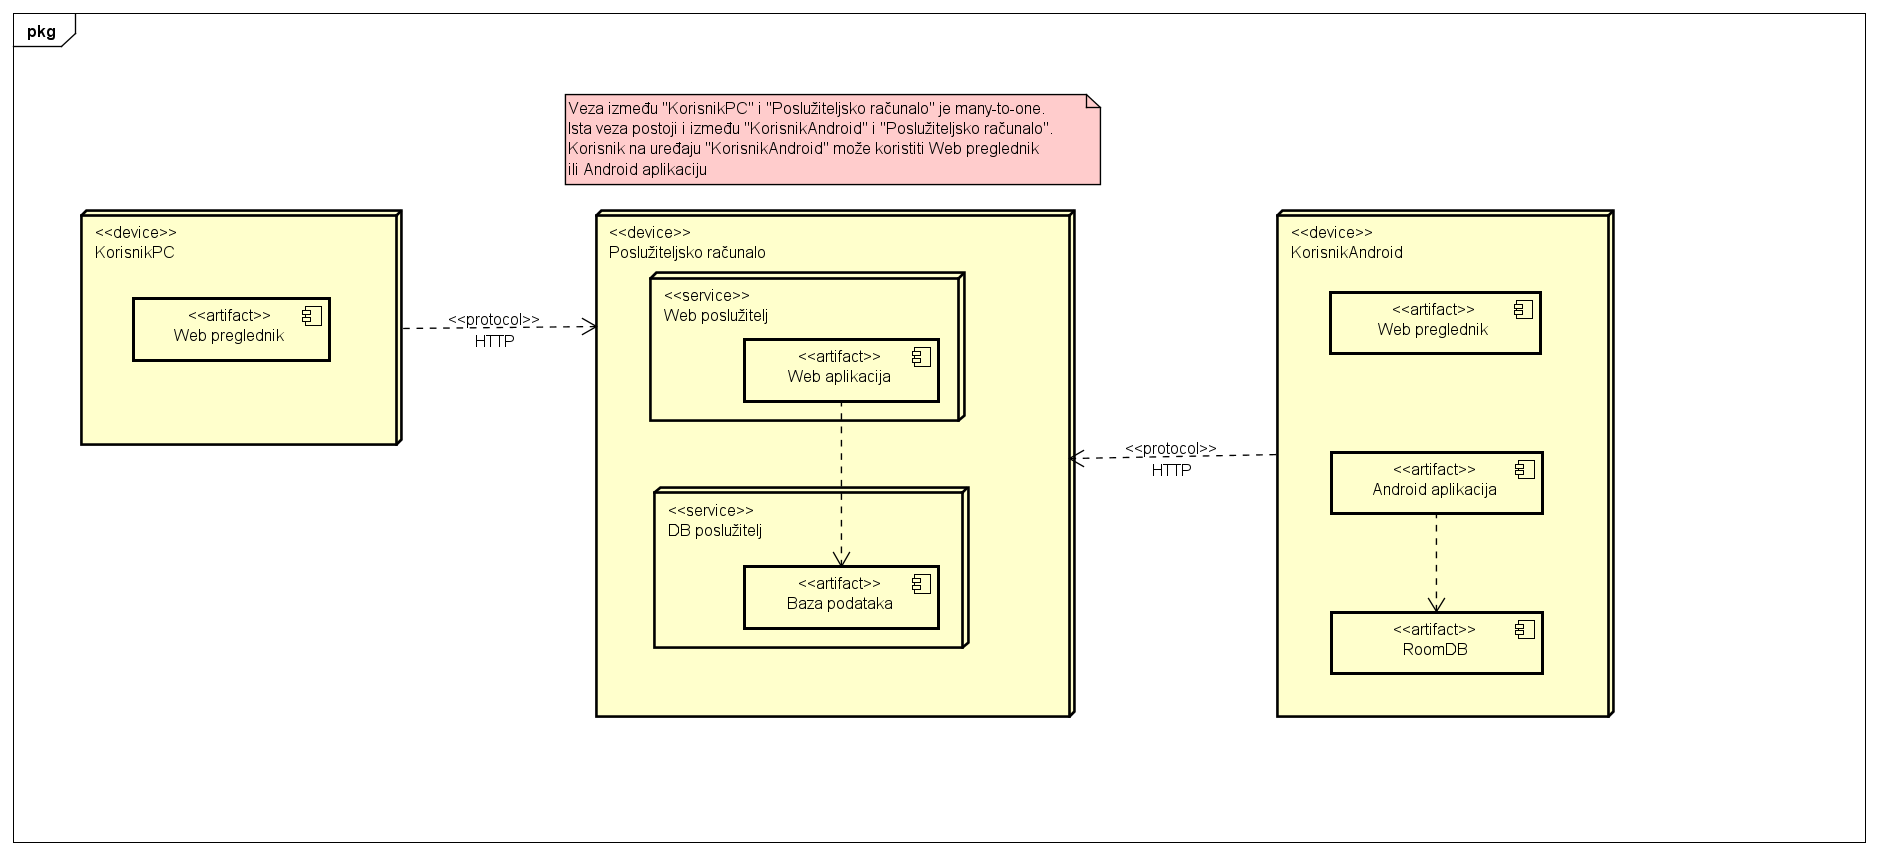 pkg
Veza između "KorisnikPC" i "Poslužiteljsko računalo" je many-to-one.
Ista veza postoji i između "KorisnikAndroid" i "Poslužiteljsko računalo".
Korisnik na uređaju "KorisnikAndroid" može koristiti Web preglednik
ili Android aplikaciju
<<device>>
KorisnikPC
<<artifact>>
Web preglednik
<<protocol>>
HTTP
<<device>>
Poslužiteljsko računalo
<<service>>
Web poslužitelj
<<artifact>>
Web aplikacija
<<service>>
DB poslužitelj
<<artifact>>
Baza podataka
<<protocol>>
HTTP
<<device>>
KorisnikAndroid
<<artifact>>
Web preglednik
<<artifact>>
Android aplikacija
<<artifact>>
RoomDB